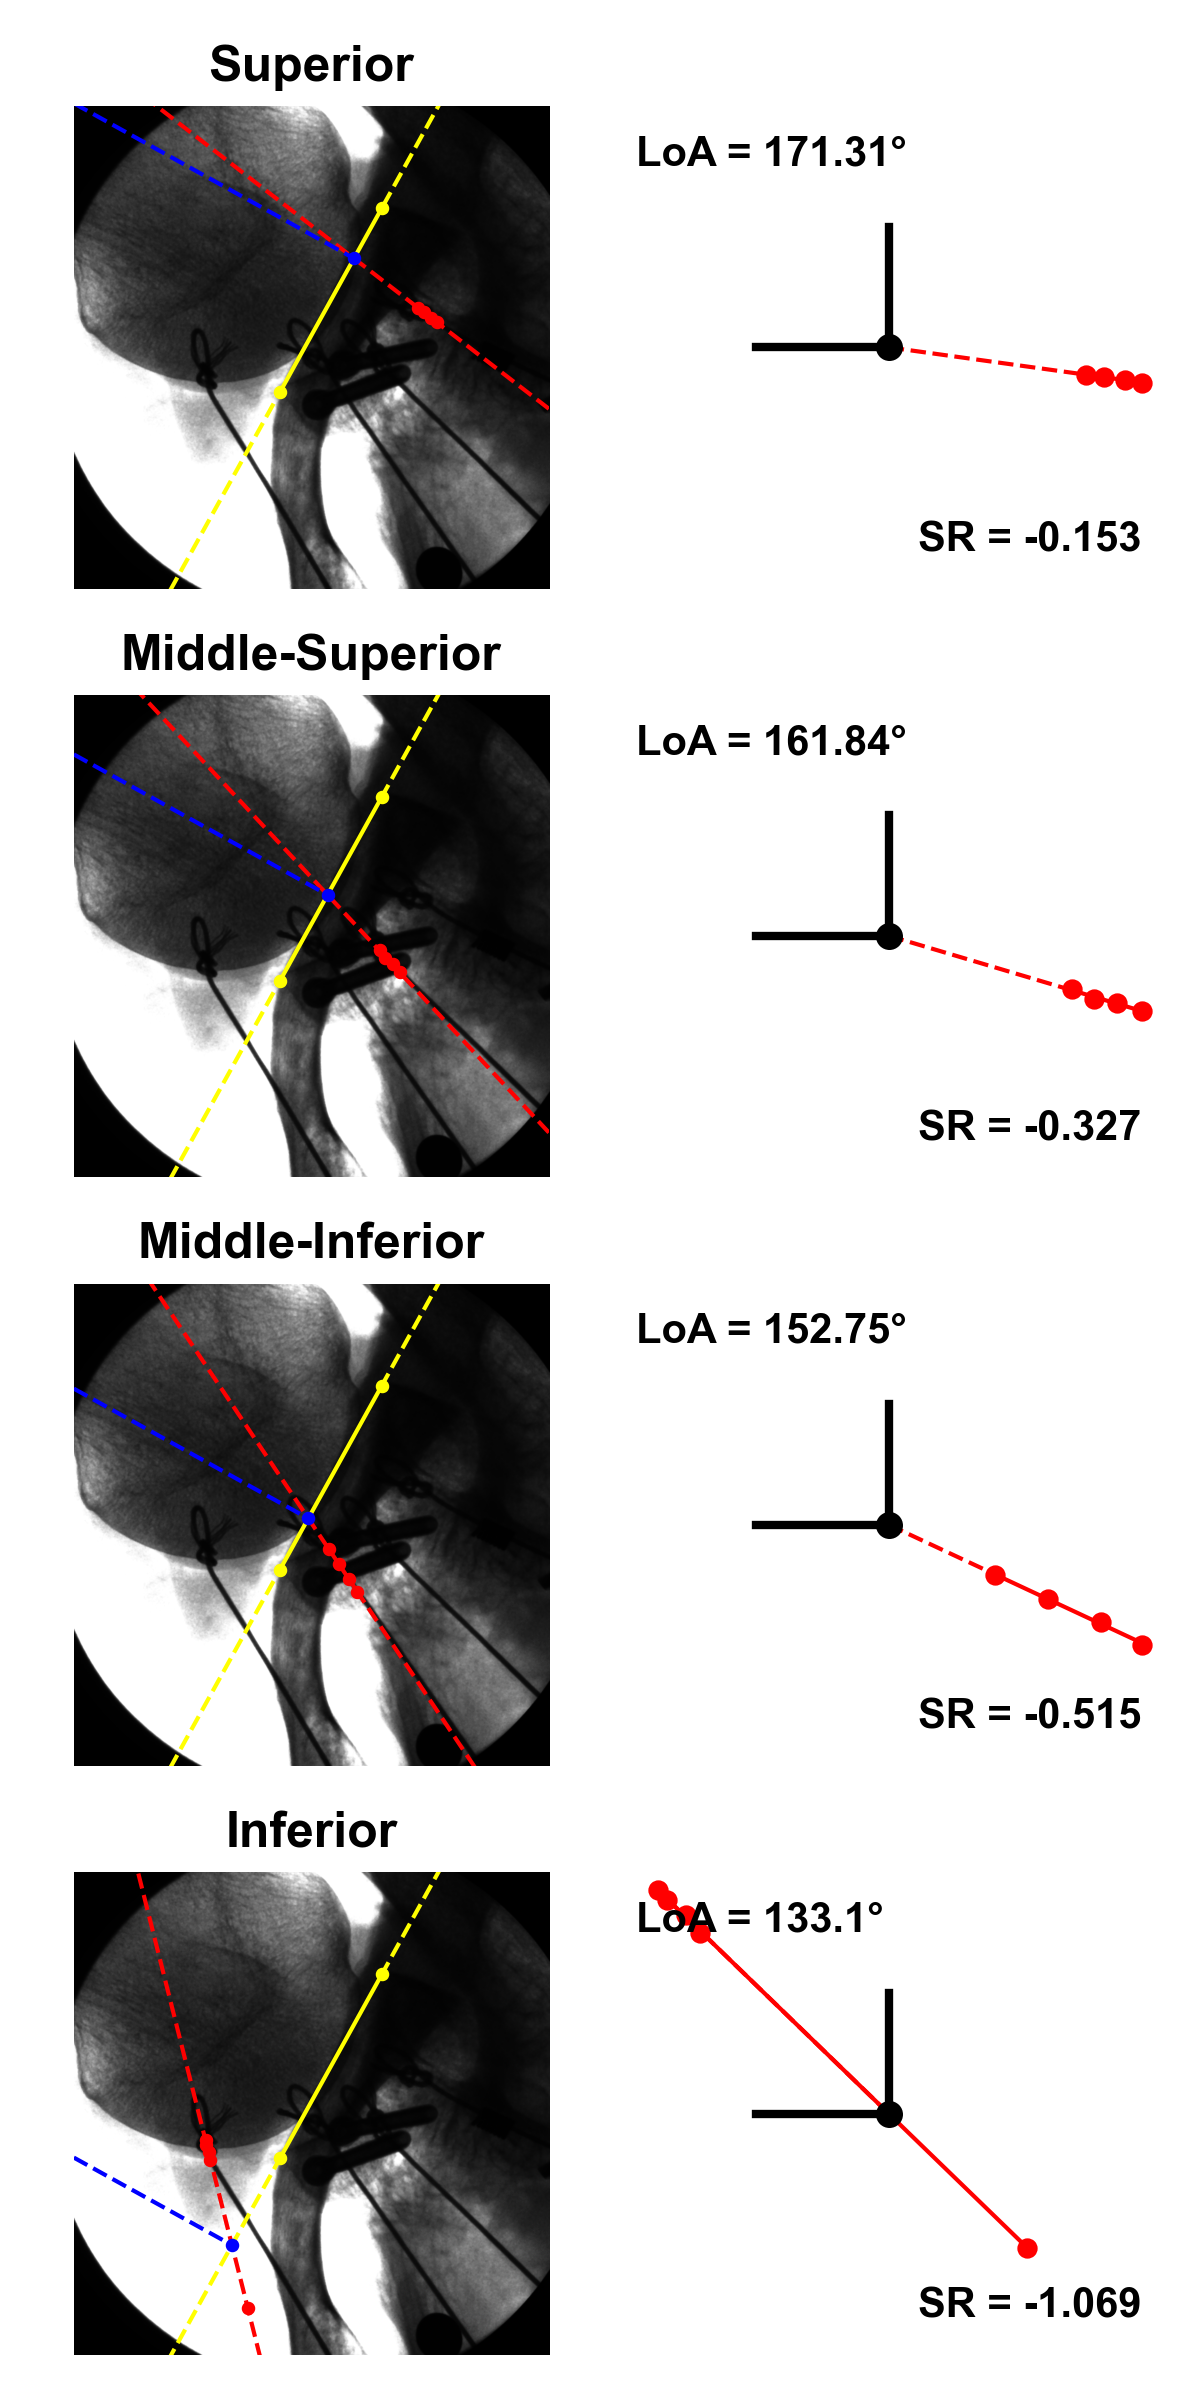 Superior
LoA = 171.31°
SR = -0.153
Middle-Superior
LoA = 161.84°
SR = -0.327
Middle-Inferior
LoA = 152.75°
SR = -0.515
Inferior
LoA = 133.1°
SR = -1.069